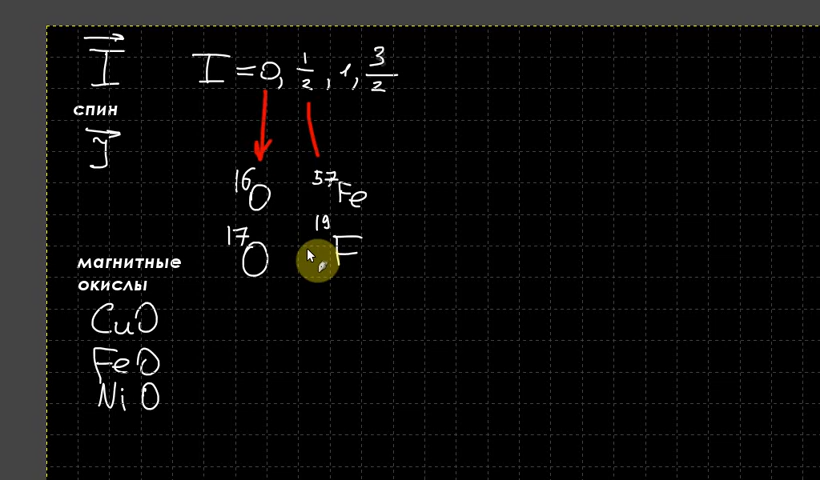 I⃗
I = 0, 1/2, 1, 3/2
спин
J⃗
¹⁶O ⁵⁷Fe
¹⁷O ¹⁹F
магнитные
окислы
CuO
FeO
NiO